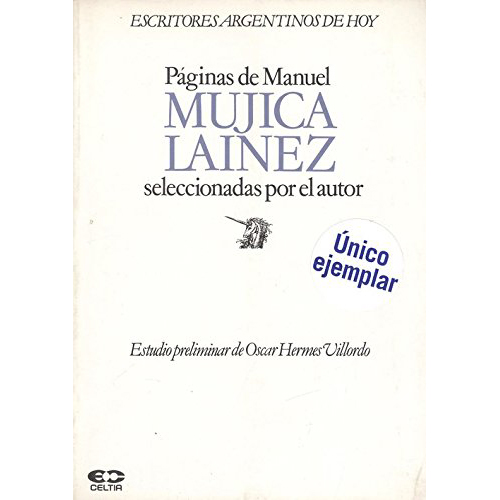 ESCRITORES ARGENTINOS DE HOY
Páginas de Manuel
MUJICA
LAINEZ
seleccionadas por el autor
Único
ejemplar
Estudio preliminar de Oscar Hermes Villordo
CELTIA